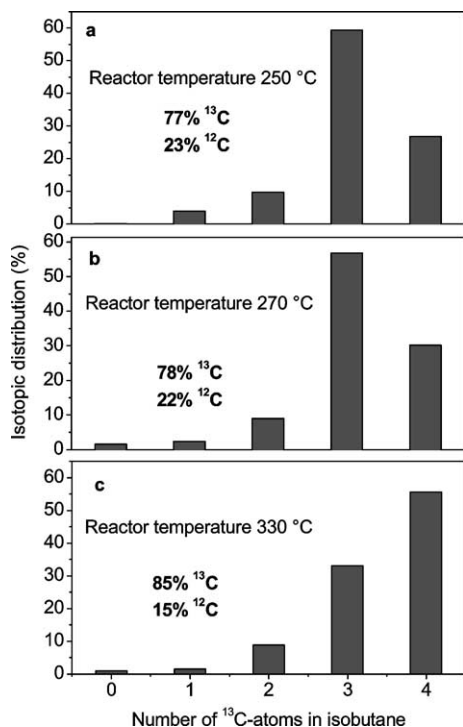 a
60
50
40
30
20
10
0
Reactor temperature 250 °C
77% ¹³C
23% ¹²C
b
60
50
40
30
20
10
0
Reactor temperature 270 °C
78% ¹³C
22% ¹²C
c
60
50
40
30
20
10
0
Reactor temperature 330 °C
85% ¹³C
15% ¹²C
Isotopic distribution (%)
0 1 2 3 4
Number of ¹³C-atoms in isobutane